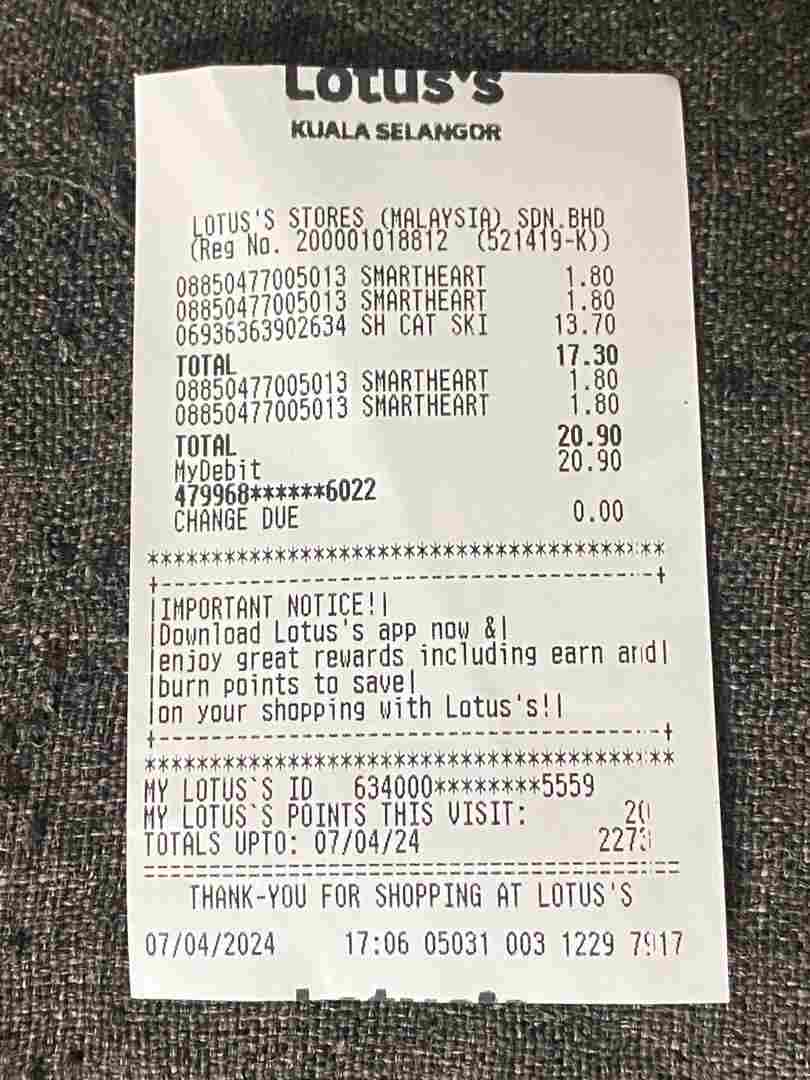 Lotus's
KUALA SELANGOR
LOTUS'S STORES (MALAYSIA) SDN.BHD
(Reg No. 200001018812 (521419-K))
08850477005013 SMARTHEART 1.80
08850477005013 SMARTHEART 1.80
06936363902634 SH CAT SKI 13.70
TOTAL 17.30
08850477005013 SMARTHEART 1.80
08850477005013 SMARTHEART 1.80
TOTAL 20.90
MyDebit 20.90
479968******6022
CHANGE DUE 0.00
****************************************
+--------------------------------------+
|IMPORTANT NOTICE!|
|Download Lotus's app now &|
|enjoy great rewards including earn and|
|burn points to save|
|on your shopping with Lotus's!|
+--------------------------------------+
****************************************
MY LOTUS`S ID 634000********5559
MY LOTUS`S POINTS THIS VISIT: 20
TOTALS UPTO: 07/04/24 2273
========================================
THANK-YOU FOR SHOPPING AT LOTUS'S
07/04/2024 17:06 05031 003 1229 7917